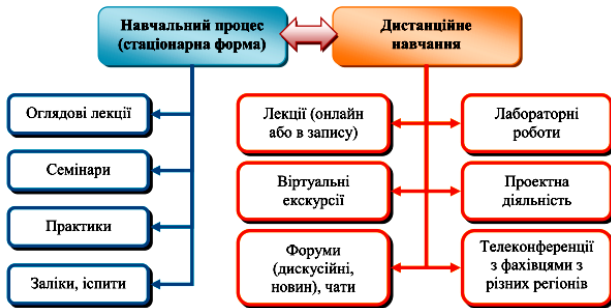 Навчальний процес
(стаціонарна форма)
Дистанційне
навчання
Оглядові лекції
Семінари
Практики
Заліки, іспити
Лекції (онлайн
або в запису)
Віртуальні
екскурсії
Форуми
(дискусійні,
новин), чати
Лабораторні
роботи
Проектна
діяльність
Телеконференції
з фахівцями з
різних регіонів